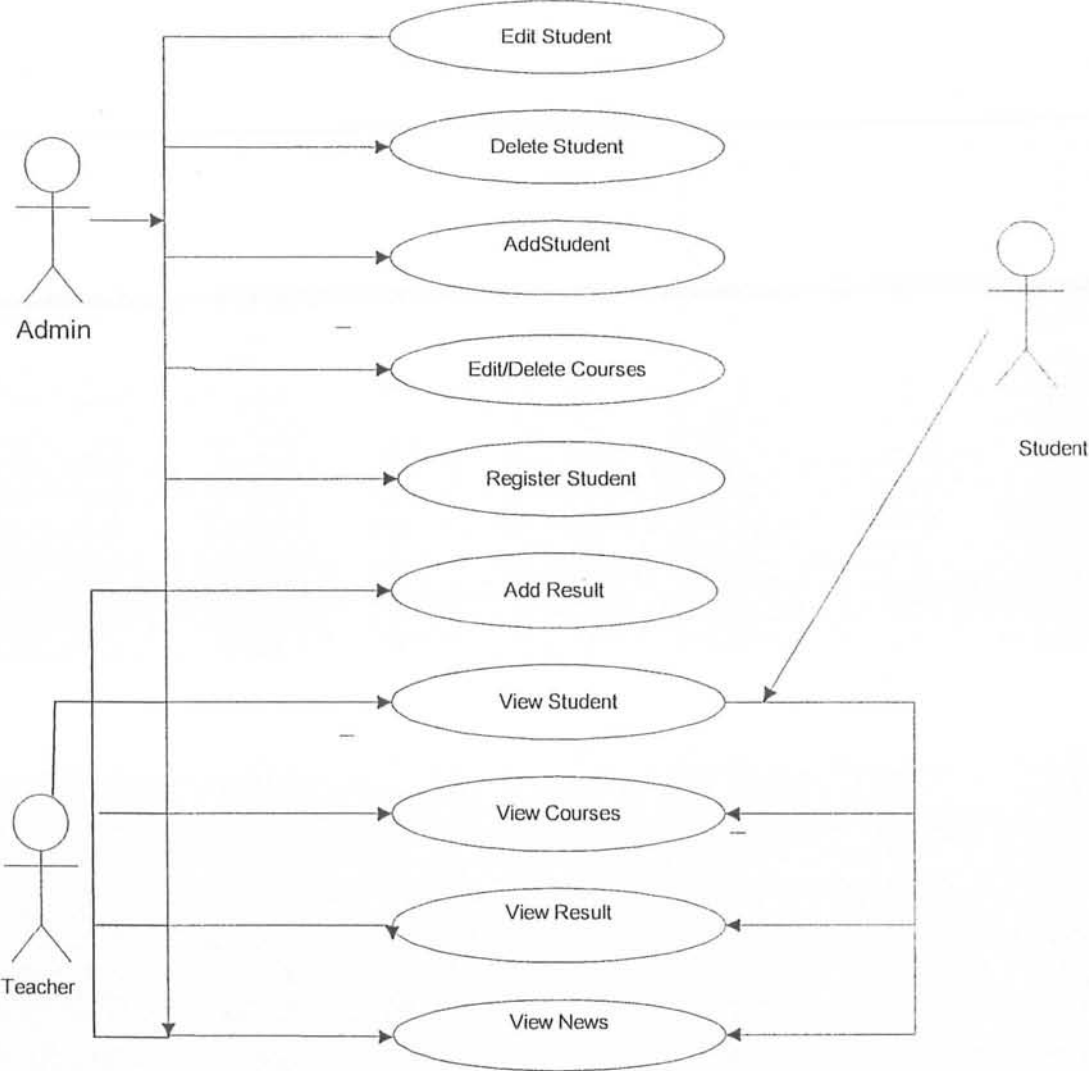 Edit Student
Delete Student
AddStudent
Admin
Edit/Delete Courses
Student
Register Student
Add Result
View Student
View Courses
View Result
Teacher
View News